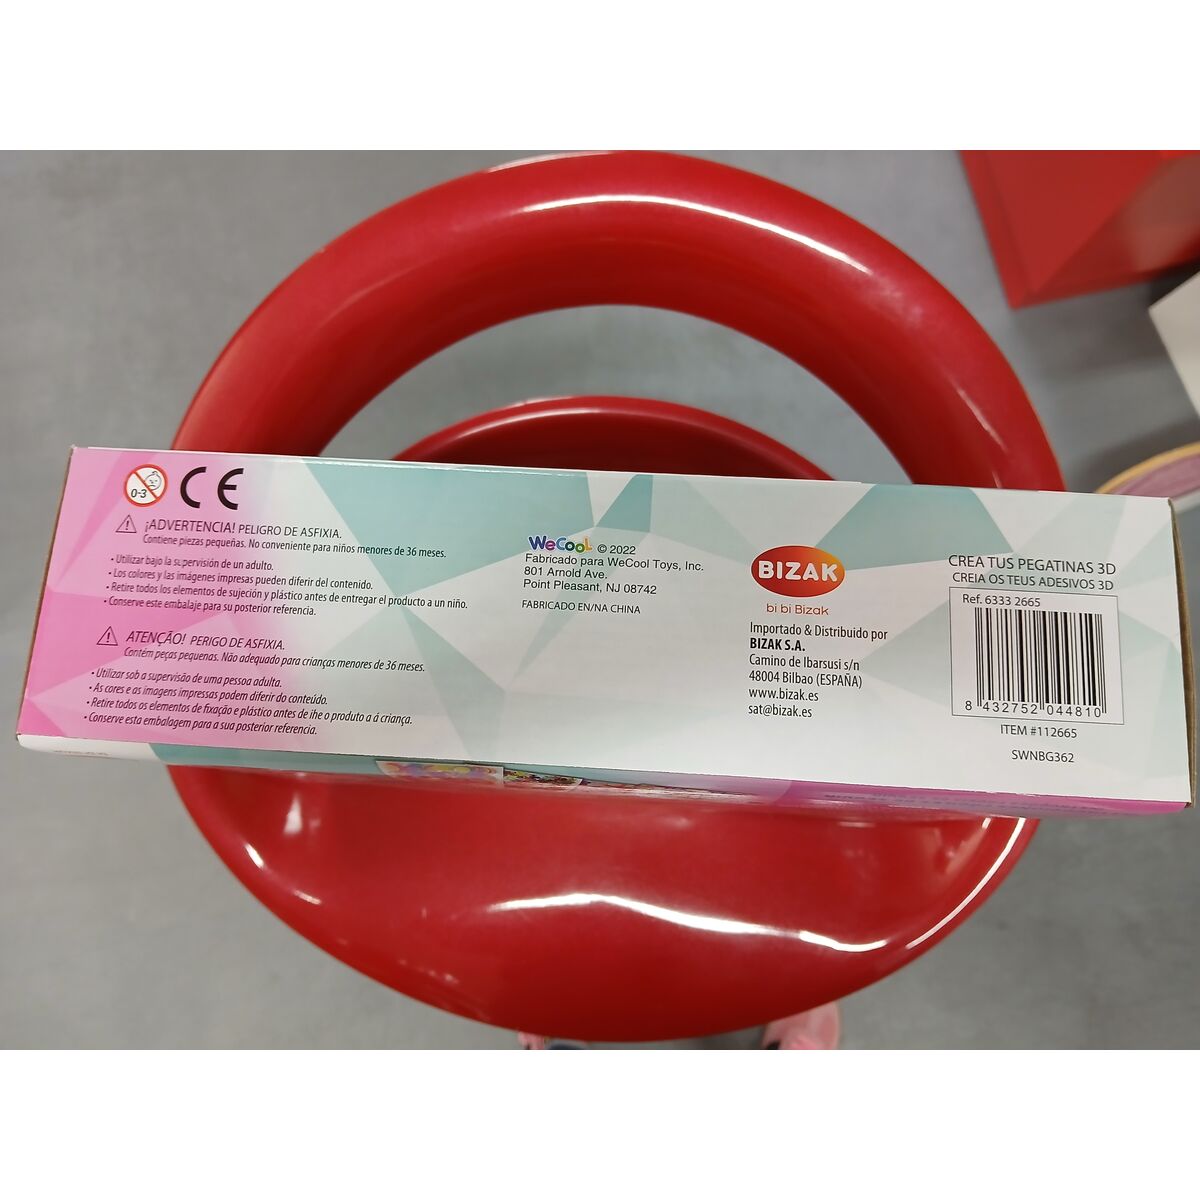 0-3 CE
¡ADVERTENCIA! PELIGRO DE ASFIXIA.
Contiene piezas pequeñas. No conveniente para niños menores de 36 meses.
• Utilizar bajo la supervisión de un adulto.
• Los colores y las imágenes impresas pueden diferir del contenido.
• Retire todos los elementos de sujeción y plástico antes de entregar el producto a un niño.
• Conserve este embalaje para su posterior referencia.
ATENÇÃO! PERIGO DE ASFIXIA.
Contém peças pequenas. Não adequado para crianças menores de 36 meses.
• Utilizar sob a supervisão de uma pessoa adulta.
• As cores e as imagens impressas podem diferir do conteúdo.
• Retire todos os elementos de fixação e plástico antes de ihe o produto a á criança.
• Conserve esta embalagem para a sua posterior referencia.
WeCool © 2022
Fabricado para WeCool Toys, Inc.
801 Arnold Ave.
Point Pleasant, NJ 08742
FABRICADO EN/NA CHINA
BIZAK
bi bi Bizak
Importado & Distribuido por
BIZAK S.A.
Camino de Ibarsusi s/n
48004 Bilbao (ESPAÑA)
www.bizak.es
sat@bizak.es
CREA TUS PEGATINAS 3D
CREIA OS TEUS ADESIVOS 3D
Ref. 6333 2665
8 432752 044810
ITEM #112665
SWNBG362